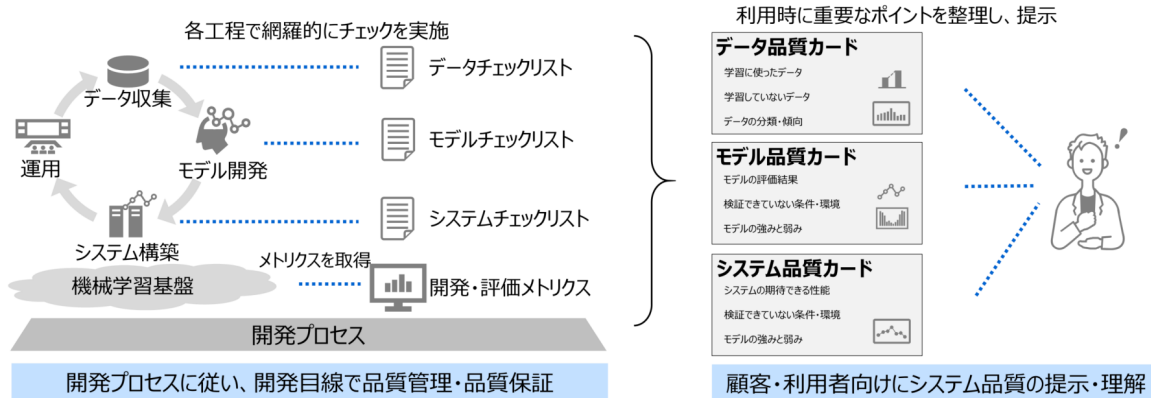 各工程で網羅的にチェックを実施
データ収集
モデル開発
システム構築
運用
機械学習基盤
データチェックリスト
モデルチェックリスト
システムチェックリスト
メトリクスを取得
開発・評価メトリクス
開発プロセス
開発プロセスに従い、開発目線で品質管理・品質保証
利用時に重要なポイントを整理し、提示
データ品質カード
学習に使ったデータ
学習していないデータ
データの分類・傾向
モデル品質カード
モデルの評価結果
検証できていない条件・環境
モデルの強みと弱み
システム品質カード
システムの期待できる性能
検証できていない条件・環境
モデルの強みと弱み
顧客・利用者向けにシステム品質の提示・理解